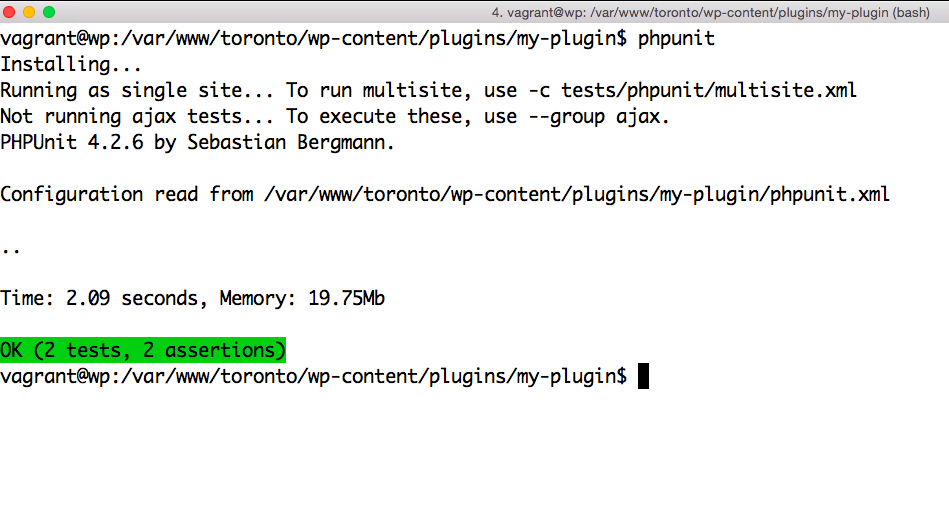 4. vagrant@wp: /var/www/toronto/wp-content/plugins/my-plugin (bash)
vagrant@wp:/var/www/toronto/wp-content/plugins/my-plugin$ phpunit
Installing...
Running as single site... To run multisite, use -c tests/phpunit/multisite.xml
Not running ajax tests... To execute these, use --group ajax.
PHPUnit 4.2.6 by Sebastian Bergmann.
Configuration read from /var/www/toronto/wp-content/plugins/my-plugin/phpunit.xml
..
Time: 2.09 seconds, Memory: 19.75Mb
OK (2 tests, 2 assertions)
vagrant@wp:/var/www/toronto/wp-content/plugins/my-plugin$